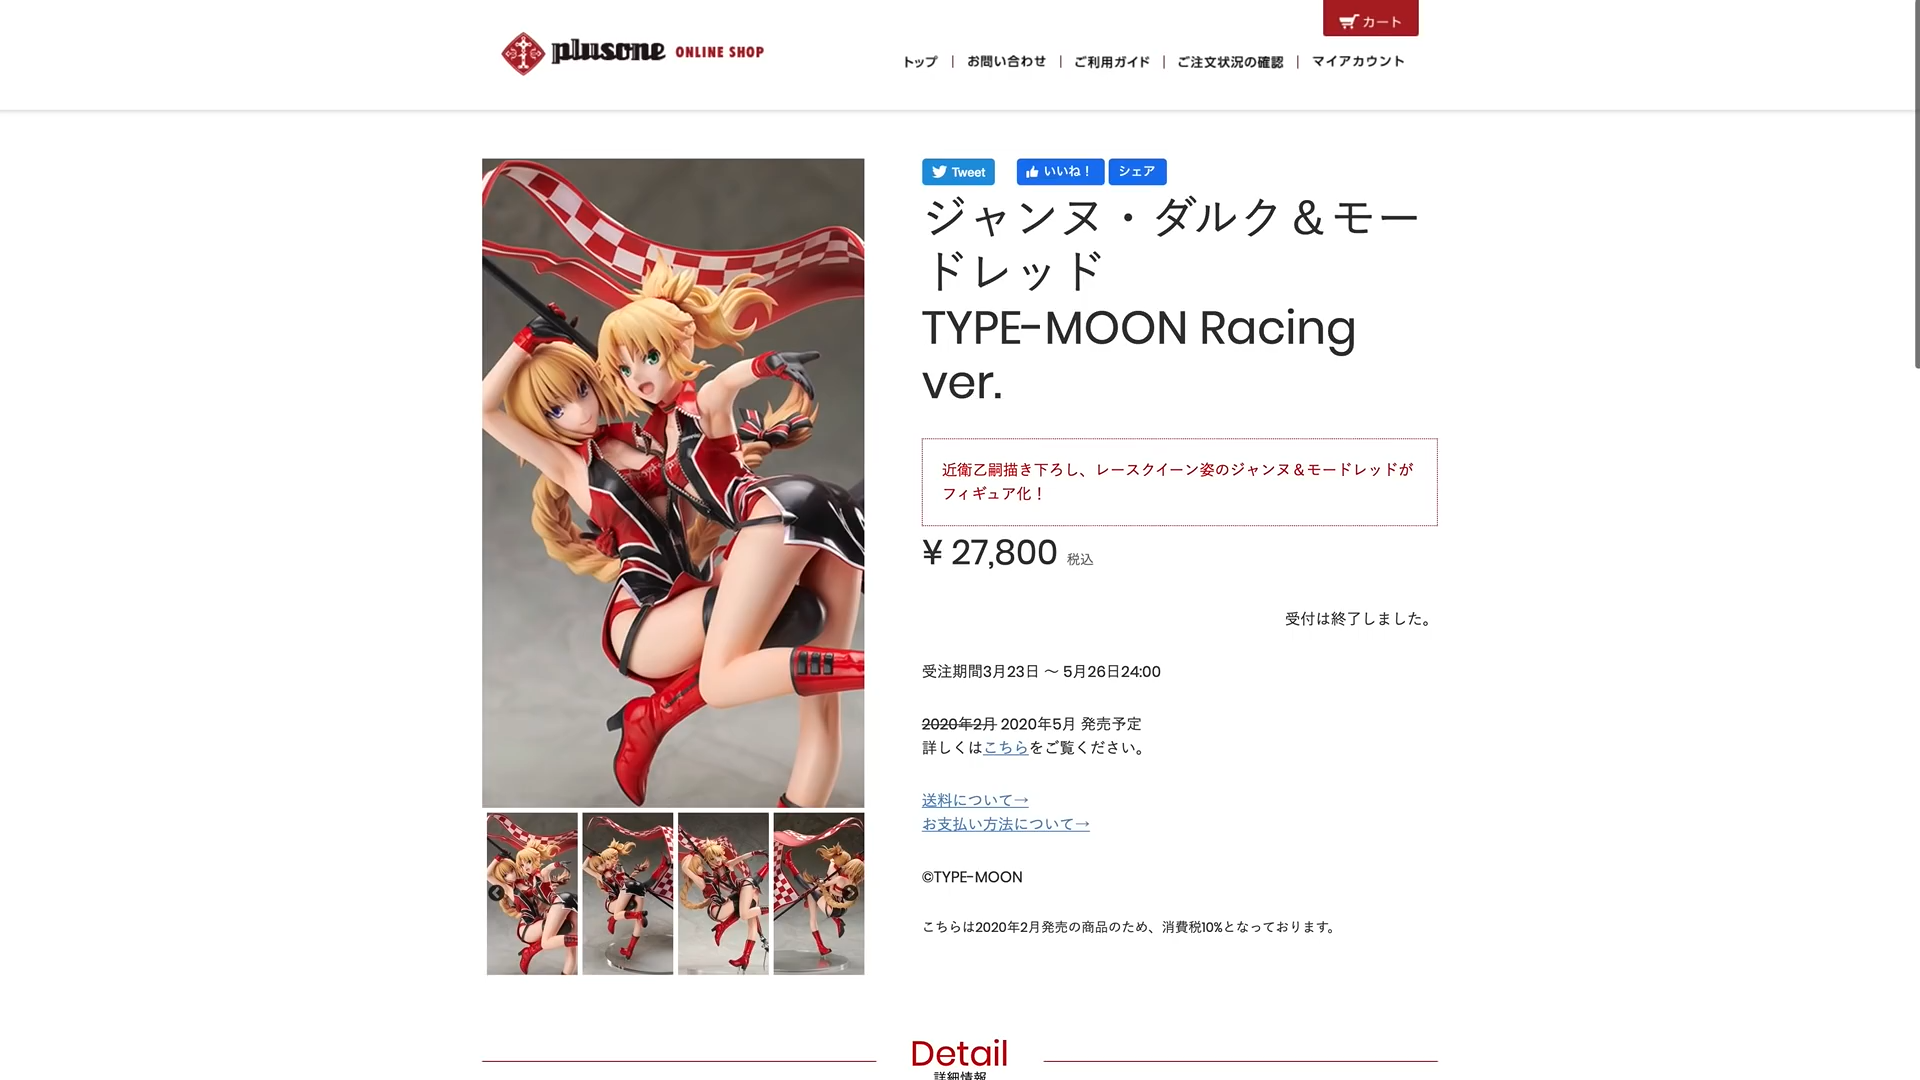 カート
plusone ONLINE SHOP
トップ | お問い合わせ | ご利用ガイド | ご注文状況の確認 | マイアカウント
Tweet いいね！ シェア
ジャンヌ・ダルク＆モー
ドレッド
TYPE-MOON Racing
ver.
近衛乙嗣描き下ろし、レースクイーン姿のジャンヌ＆モードレッドが
フィギュア化！
¥ 27,800 税込
受付は終了しました。
受注期間3月23日 〜 5月26日24:00
2020年2月 2020年5月 発売予定
詳しくはこちらをご覧ください。
送料について→
お支払い方法について→
©TYPE-MOON
こちらは2020年2月発売の商品のため、消費税10%となっております。
Detail
詳細情報